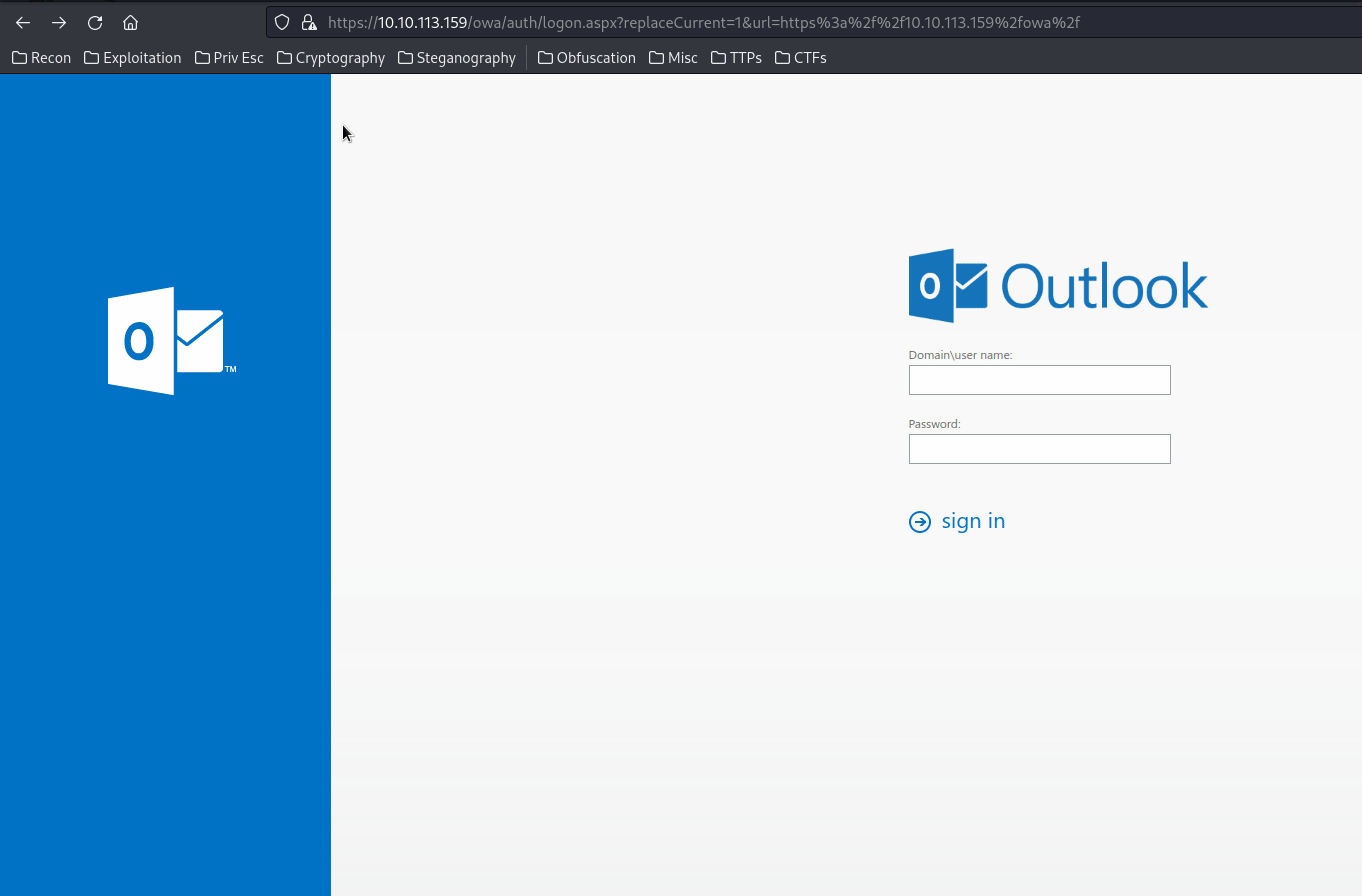 https://10.10.113.159/owa/auth/logon.aspx?replaceCurrent=1&url=https%3a%2f%2f10.10.113.159%2fowa%2f
Recon Exploitation Priv Esc Cryptography Steganography Obfuscation Misc TTPs CTFs
O TM
O Outlook
Domain\user name:
Password:
sign in